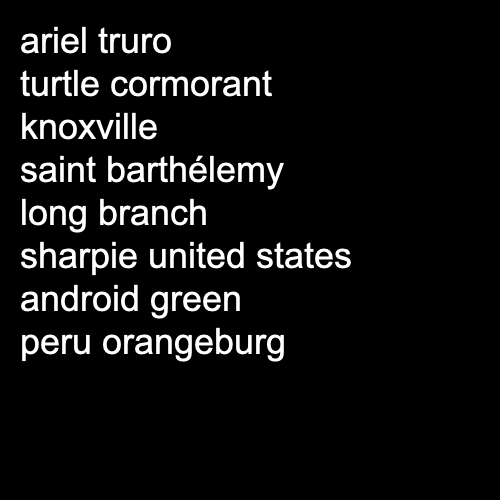 ariel truro
turtle cormorant
knoxville
saint barthélemy
long branch
sharpie united states
android green
peru orangeburg